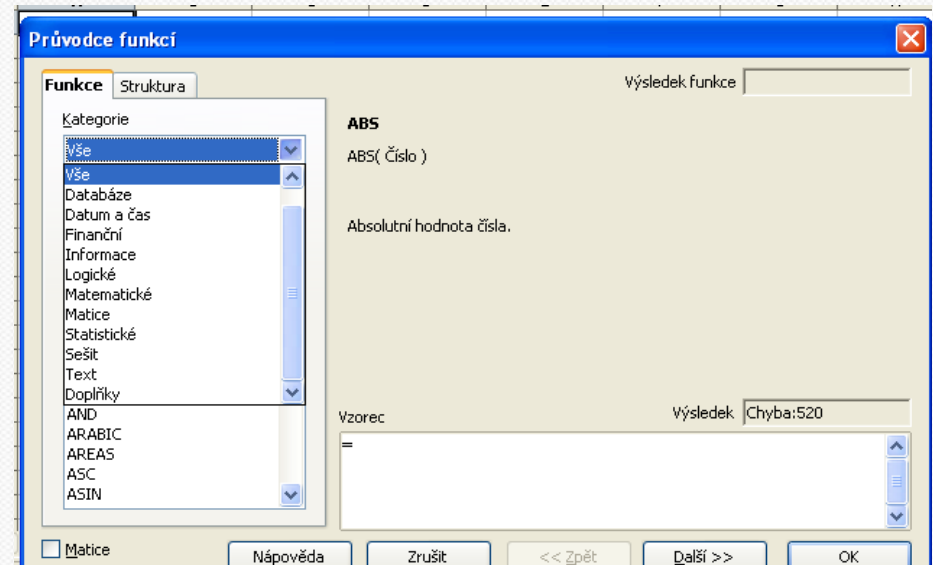 Průvodce funkcí
Funkce Struktura
Výsledek funkce
Kategorie
Vše
Vše
Databáze
Datum a čas
Finanční
Informace
Logické
Matematické
Matice
Statistické
Sešit
Text
Doplňky
AND
ARABIC
AREAS
ASC
ASIN
ABS
ABS( Číslo )
Absolutní hodnota čísla.
Vzorec
Výsledek Chyba:520
=
Matice
Nápověda Zrušit << Zpět Další >> OK